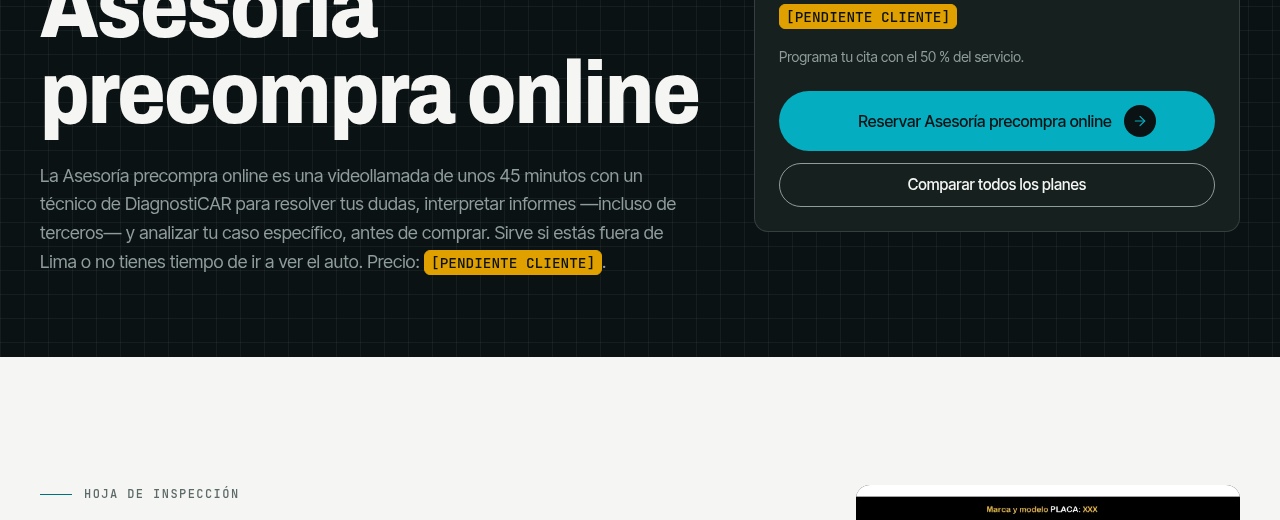 Asesoría
precompra online
La Asesoría precompra online es una videollamada de unos 45 minutos con un
técnico de DiagnostiCAR para resolver tus dudas, interpretar informes —incluso de
terceros— y analizar tu caso específico, antes de comprar. Sirve si estás fuera de
Lima o no tienes tiempo de ir a ver el auto. Precio: [PENDIENTE CLIENTE].
[PENDIENTE CLIENTE]
Programa tu cita con el 50 % del servicio.
Reservar Asesoría precompra online
Comparar todos los planes
HOJA DE INSPECCIÓN
Marca y modelo PLACA: XXX